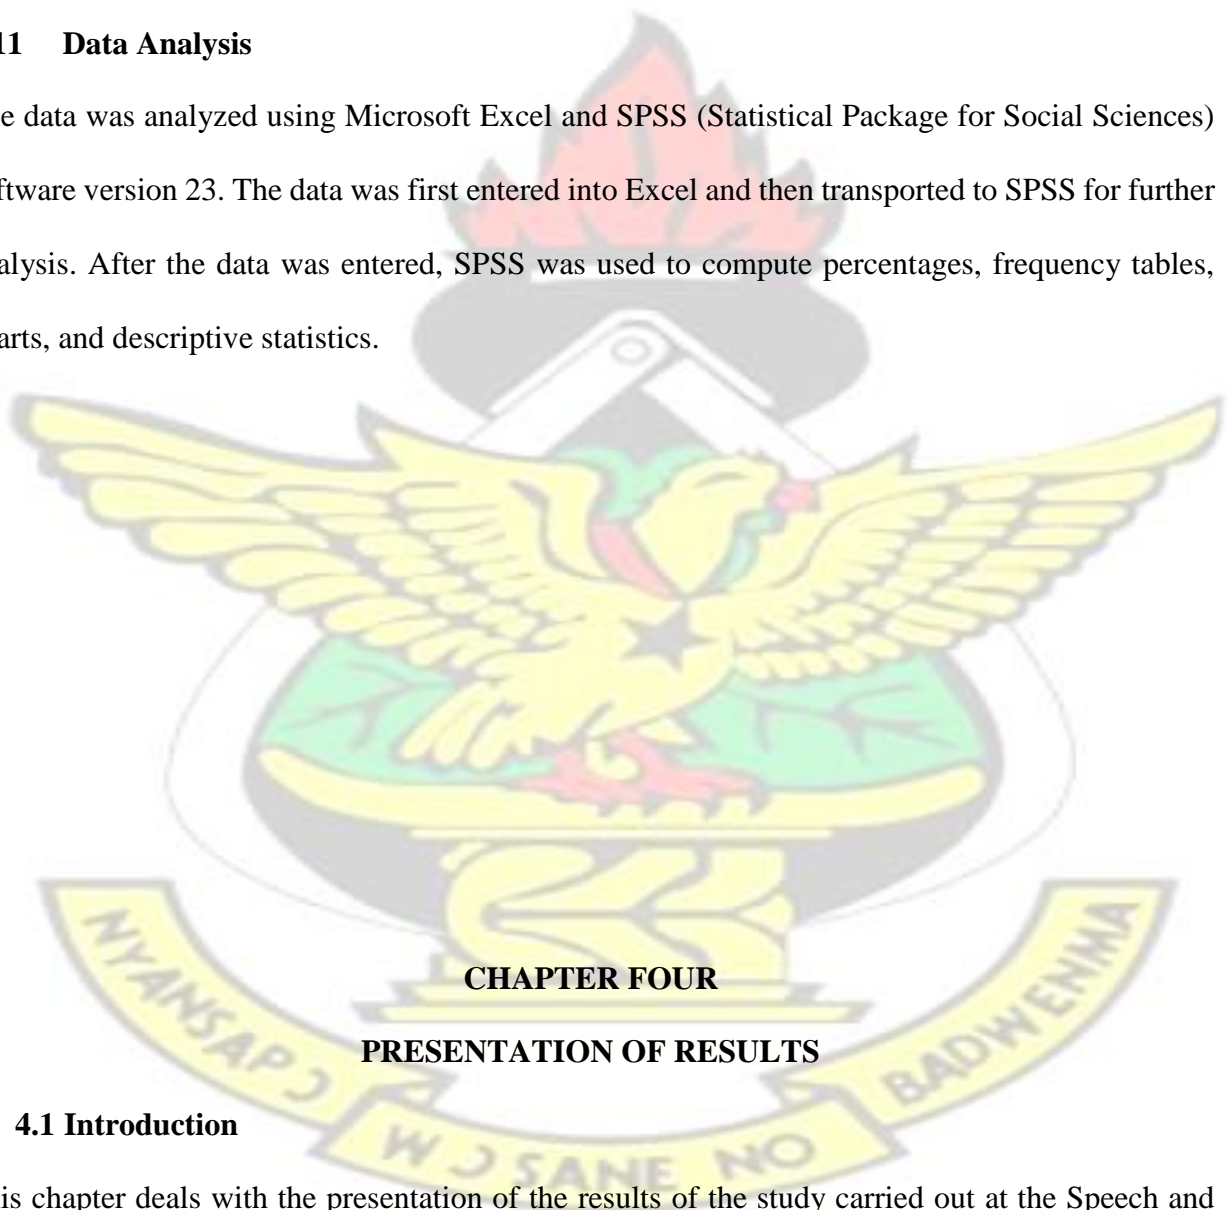 11 Data Analysis
e data was analyzed using Microsoft Excel and SPSS (Statistical Package for Social Sciences)
ftware version 23. The data was first entered into Excel and then transported to SPSS for further
alysis. After the data was entered, SPSS was used to compute percentages, frequency tables,
arts, and descriptive statistics.
CHAPTER FOUR
PRESENTATION OF RESULTS
4.1 Introduction
is chapter deals with the presentation of the results of the study carried out at the Speech and
NYANSAPƆ WƆ SANE NO BADWENMA